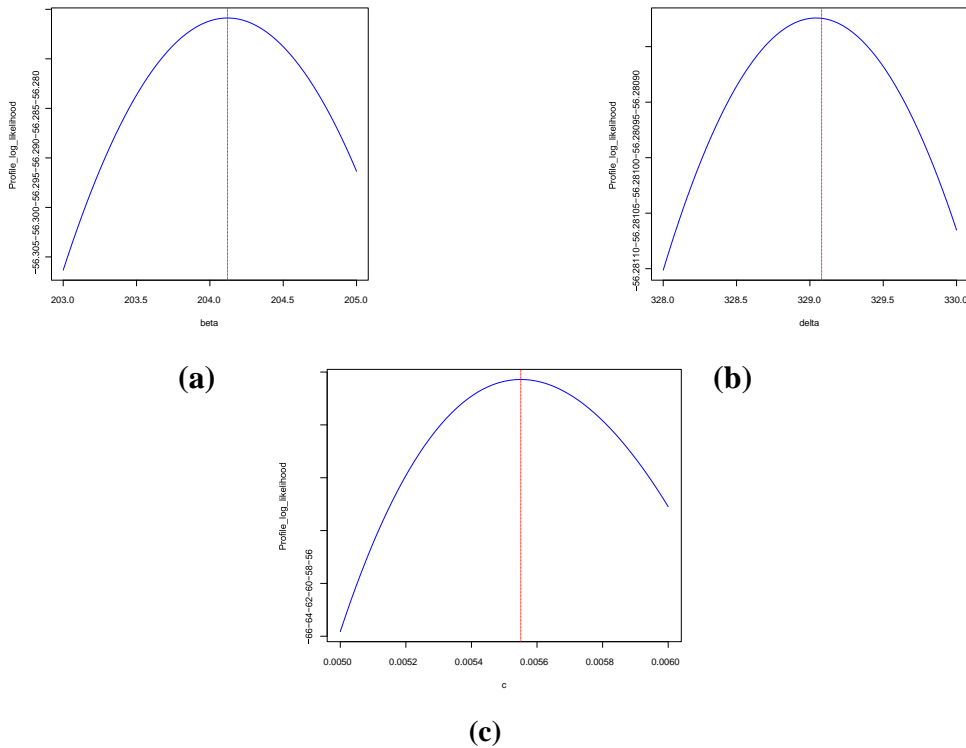 Profile_log_likelihood
−56.305−56.300−56.295−56.290−56.285−56.280
203.0 203.5 204.0 204.5 205.0
beta
(a)
Profile_log_likelihood
−56.28110−56.28105−56.28100−56.28095−56.28090
328.0 328.5 329.0 329.5 330.0
delta
(b)
Profile_log_likelihood
−66−64−62−60−58−56
0.0050 0.0052 0.0054 0.0056 0.0058 0.0060
c
(c)